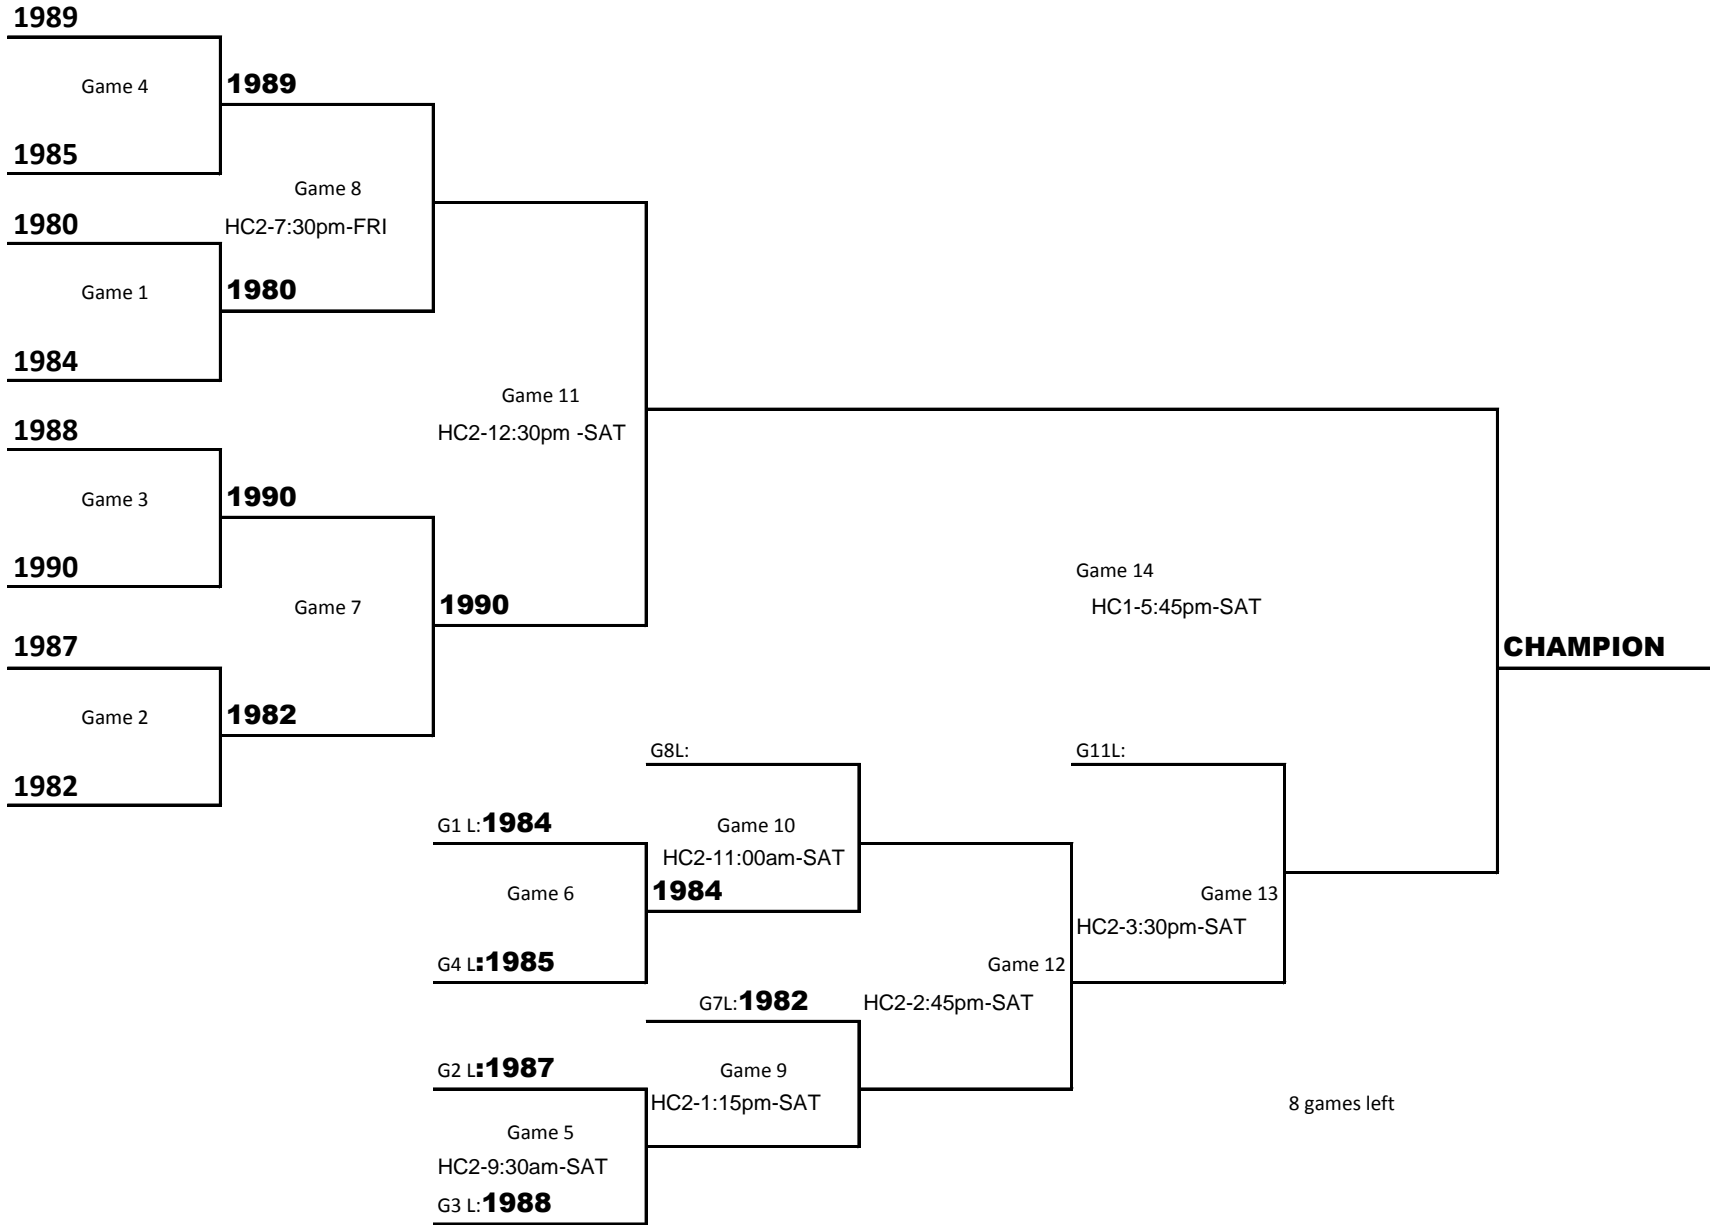 1989
Game 4
1989
1985
Game 8
1980
HC2-7:30pm-FRI
Game 1
1980
1984
Game 11
1988
HC2-12:30pm -SAT
Game 3
1990
1990
Game 14
Game 7
1990
HC1-5:45pm-SAT
1987
CHAMPION
Game 2
1982
G8L:
G11L:
1982
G1 L:1984
Game 10
HC2-11:00am-SAT
Game 6
1984
Game 13
HC2-3:30pm-SAT
G4 L:1985
Game 12
G7L:1982
HC2-2:45pm-SAT
G2 L:1987
Game 9
HC2-1:15pm-SAT
8 games left
Game 5
HC2-9:30am-SAT
G3 L:1988